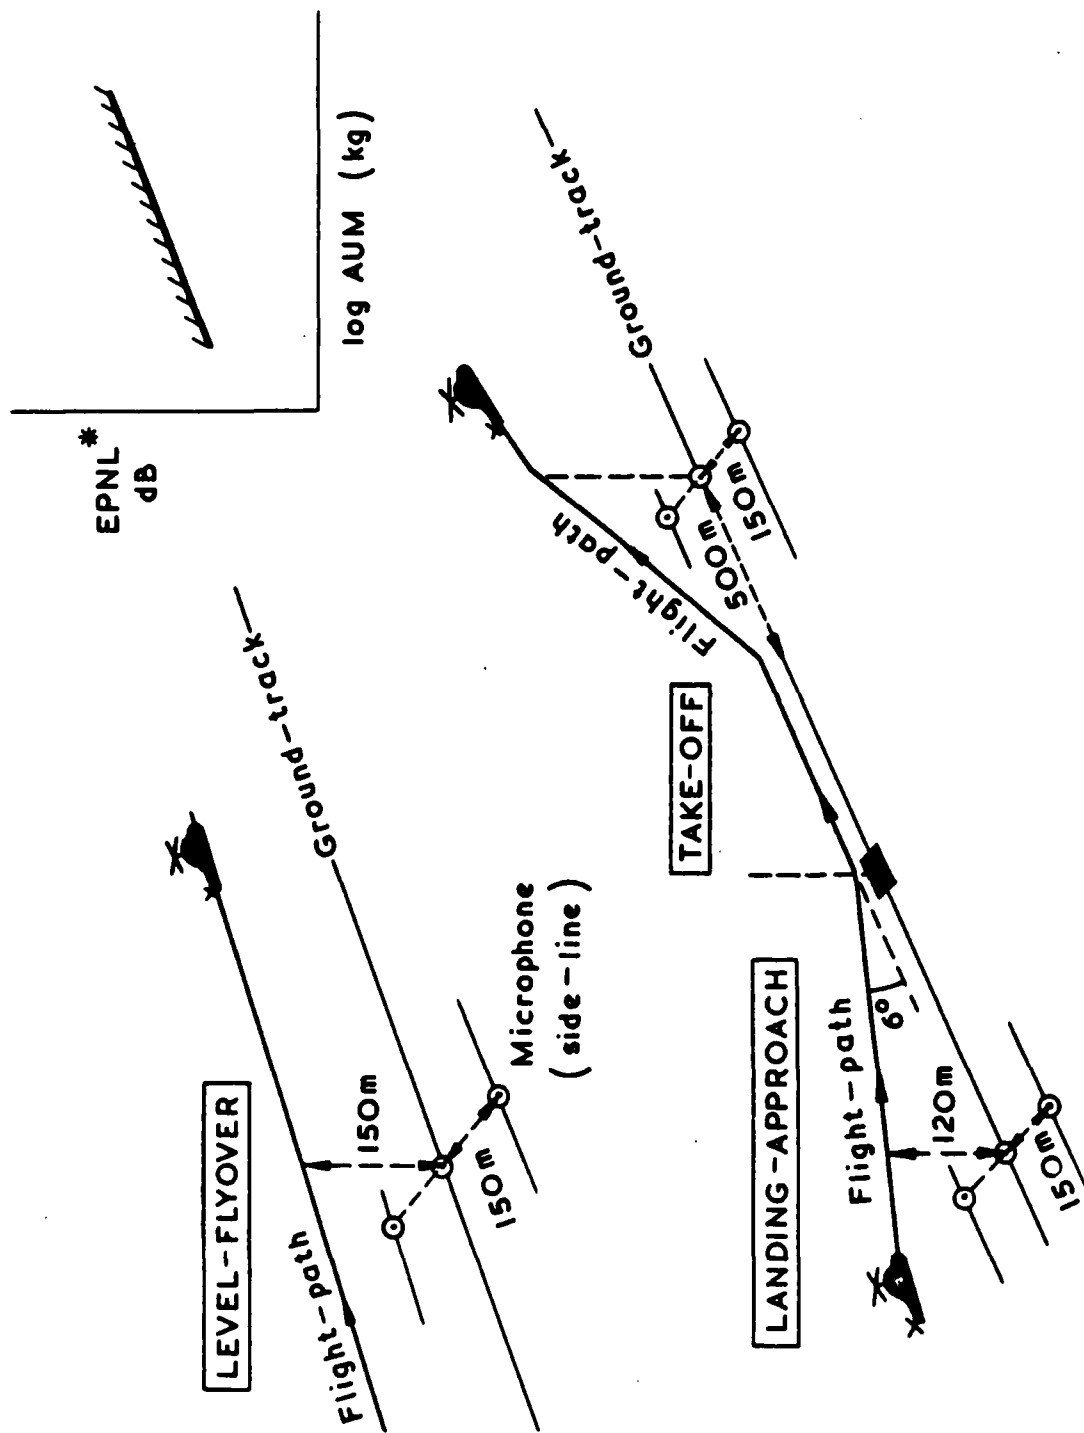 LEVEL-FLYOVER
Flight-path
150m
150m
Ground-track
Microphone
(side-line)
EPNL*
dB
log AUM (kg)
LANDING-APPROACH
Flight-path
120m
150m
6°
TAKE-OFF
Flight-path
500m
150m
Ground-track